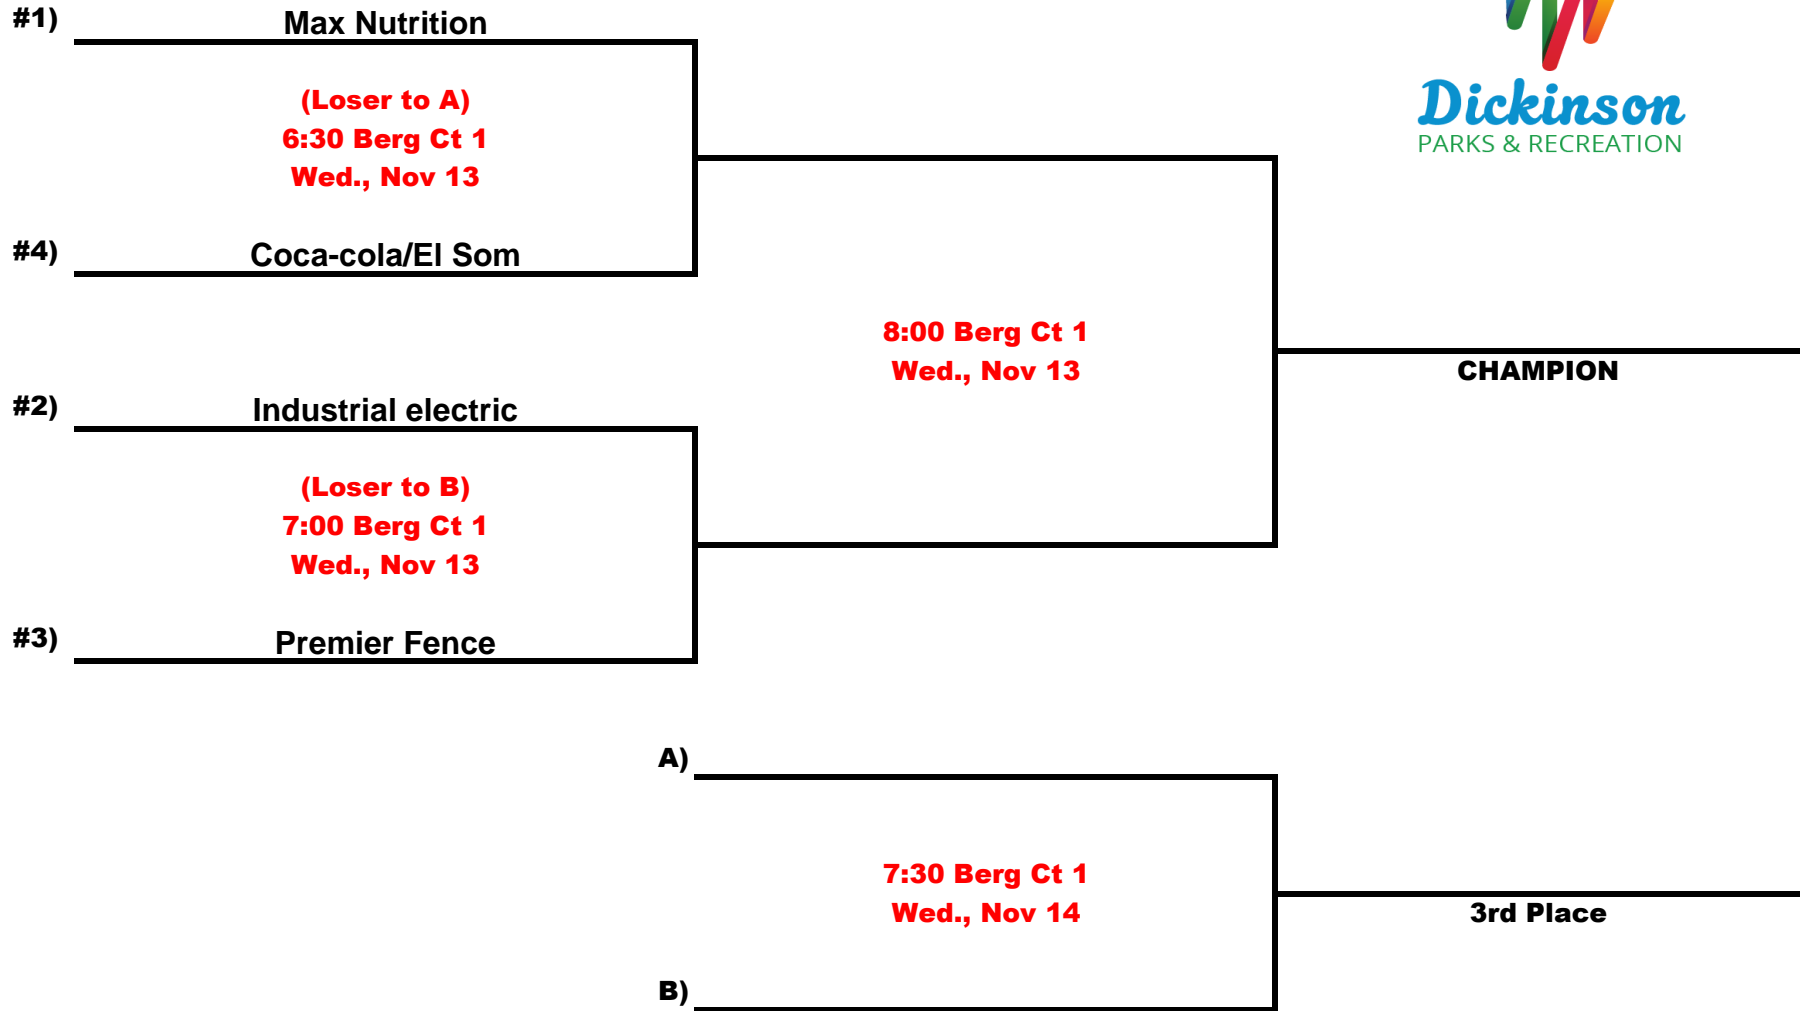 #1) Max Nutrition
(Loser to A)
6:30 Berg Ct 1
Wed., Nov 13
#4) Coca-cola/El Som
Dickinson
PARKS & RECREATION
8:00 Berg Ct 1
Wed., Nov 13
CHAMPION
#2) Industrial electric
(Loser to B)
7:00 Berg Ct 1
Wed., Nov 13
#3) Premier Fence
A)
7:30 Berg Ct 1
Wed., Nov 14
3rd Place
B)